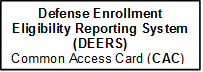 Defense Enrollment
Eligibility Reporting System
(DEERS)
Common Access Card (CAC)